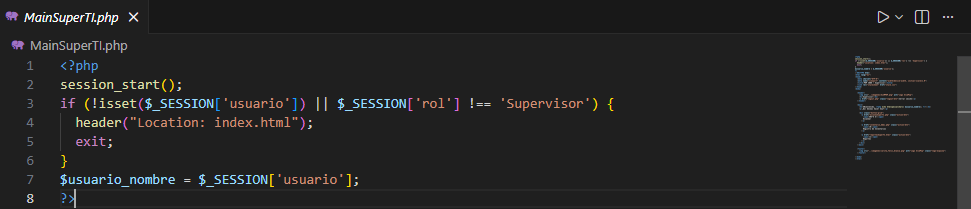 MainSuperTI.php
MainSuperTI.php
1 <?php
2 session_start();
3 if (!isset($_SESSION['usuario']) || $_SESSION['rol'] !== 'Supervisor') {
4 header("Location: index.html");
5 exit;
6 }
7 $usuario_nombre = $_SESSION['usuario'];
8 ?>